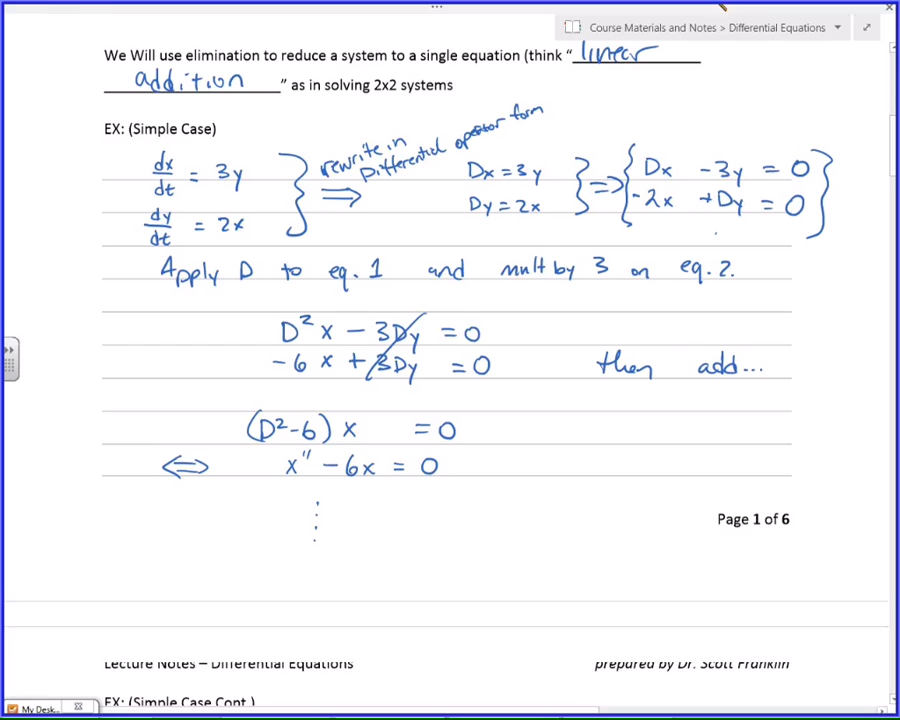 Course Materials and Notes > Differential Equations
We Will use elimination to reduce a system to a single equation (think “ linear
addition ” as in solving 2x2 systems
EX: (Simple Case)
rewrite in
Differential operator form
dx/dt = 3y
dy/dt = 2x
⇒
Dx = 3y
Dy = 2x
⇒
Dx - 3y = 0
-2x + Dy = 0
Apply D to eq. 1 and mult by 3 on eq. 2.
D² x - 3Dy = 0
-6 x + 3Dy = 0 then add...
(D²-6) x = 0
⇔ x'' - 6x = 0
Page 1 of 6
Lecture Notes – Differential Equations prepared by Dr. Scott Franklin
EX: (Simple Case Cont.)
My Desk...